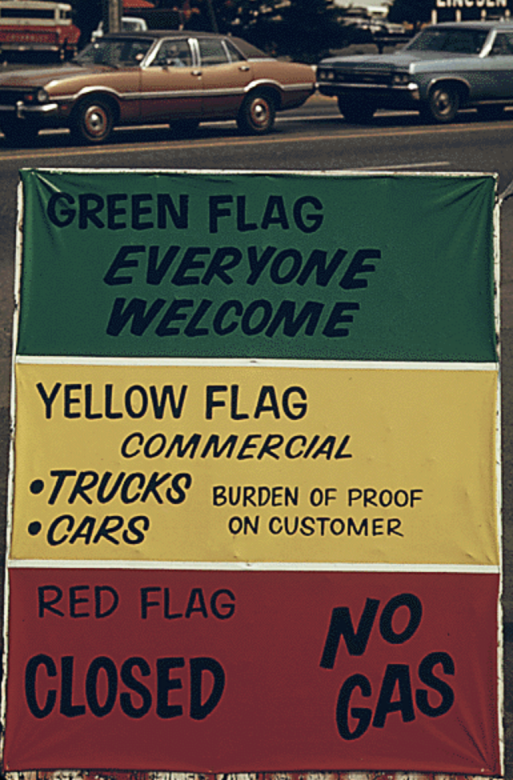 LINCOLN
GREEN FLAG
EVERYONE
WELCOME
YELLOW FLAG
COMMERCIAL
•TRUCKS
•CARS
BURDEN OF PROOF
ON CUSTOMER
RED FLAG
CLOSED
NO
GAS